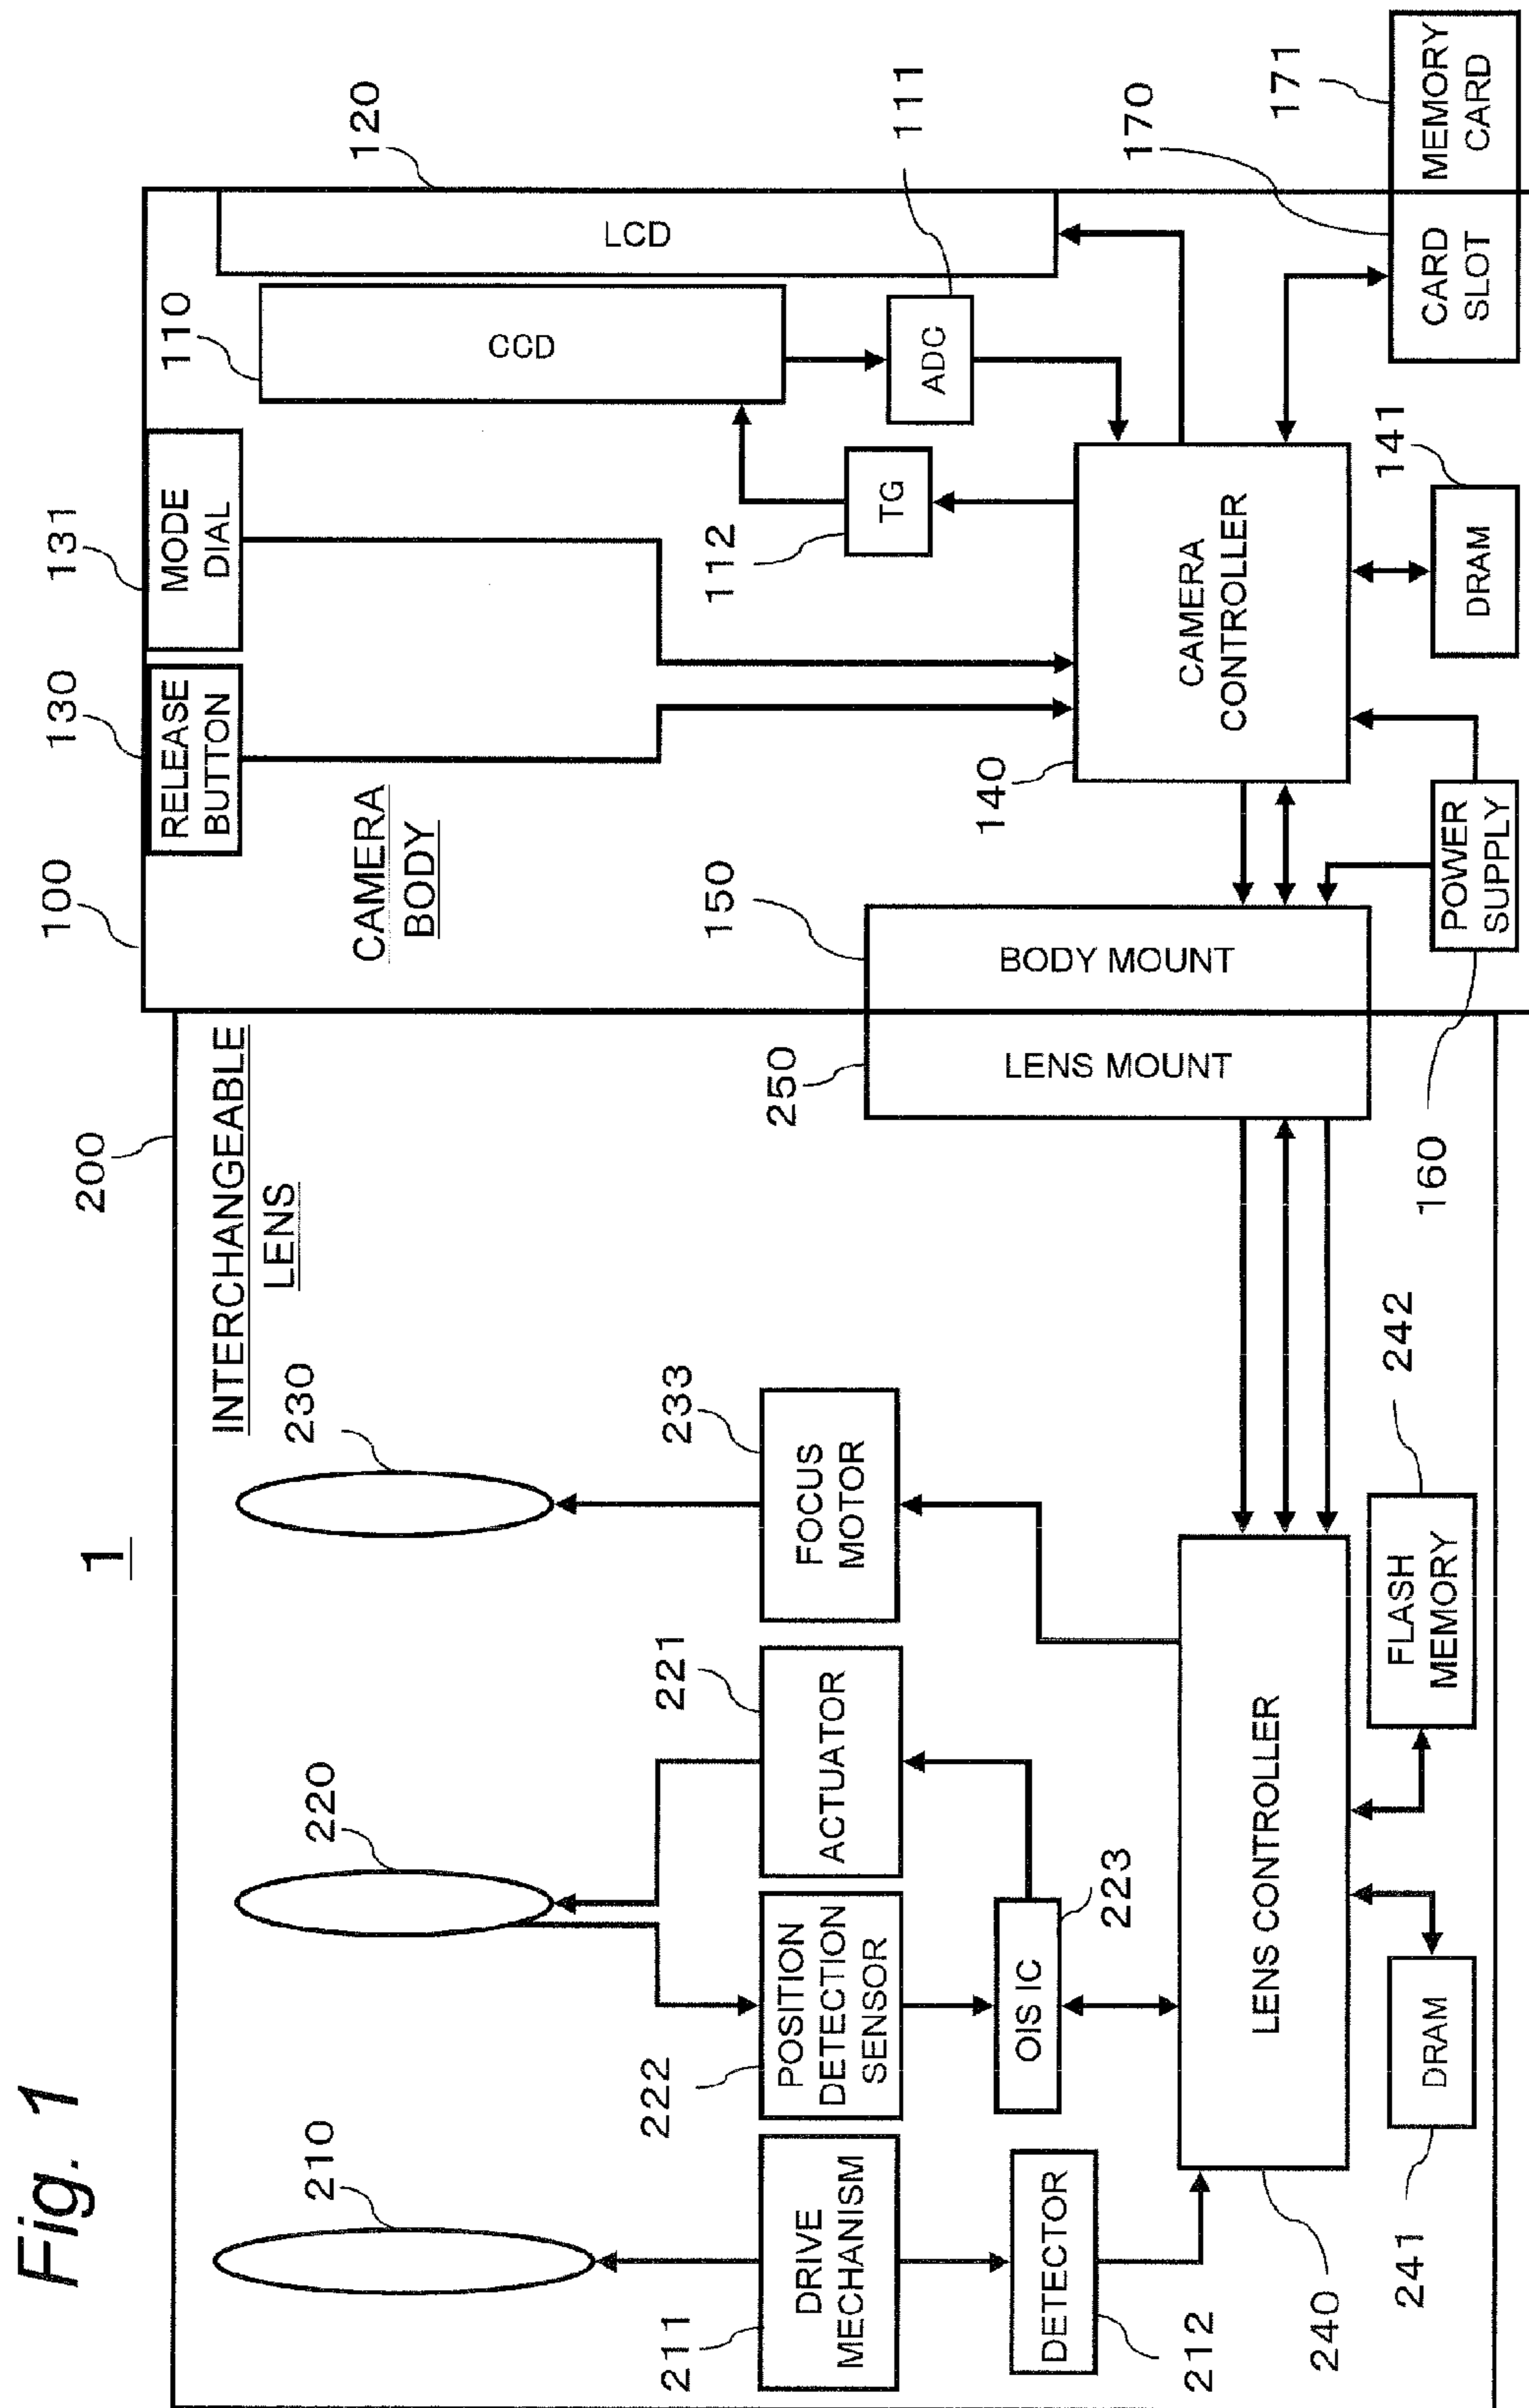 Fig. 1
1
200
INTERCHANGEABLE
LENS
210
220
230
211
DRIVE
MECHANISM
222
POSITION
DETECTION
SENSOR
221
ACTUATOR
233
FOCUS
MOTOR
212
DETECTOR
OIS IC
223
240
LENS CONTROLLER
241
DRAM
FLASH
MEMORY
242
250
LENS MOUNT
150
BODY MOUNT
100
CAMERA
BODY
130
RELEASE
BUTTON
131
MODE
DIAL
110
CCD
120
LCD
112
TG
ADC
111
140
CAMERA
CONTROLLER
160
POWER
SUPPLY
DRAM
141
170
CARD
SLOT
171
MEMORY
CARD